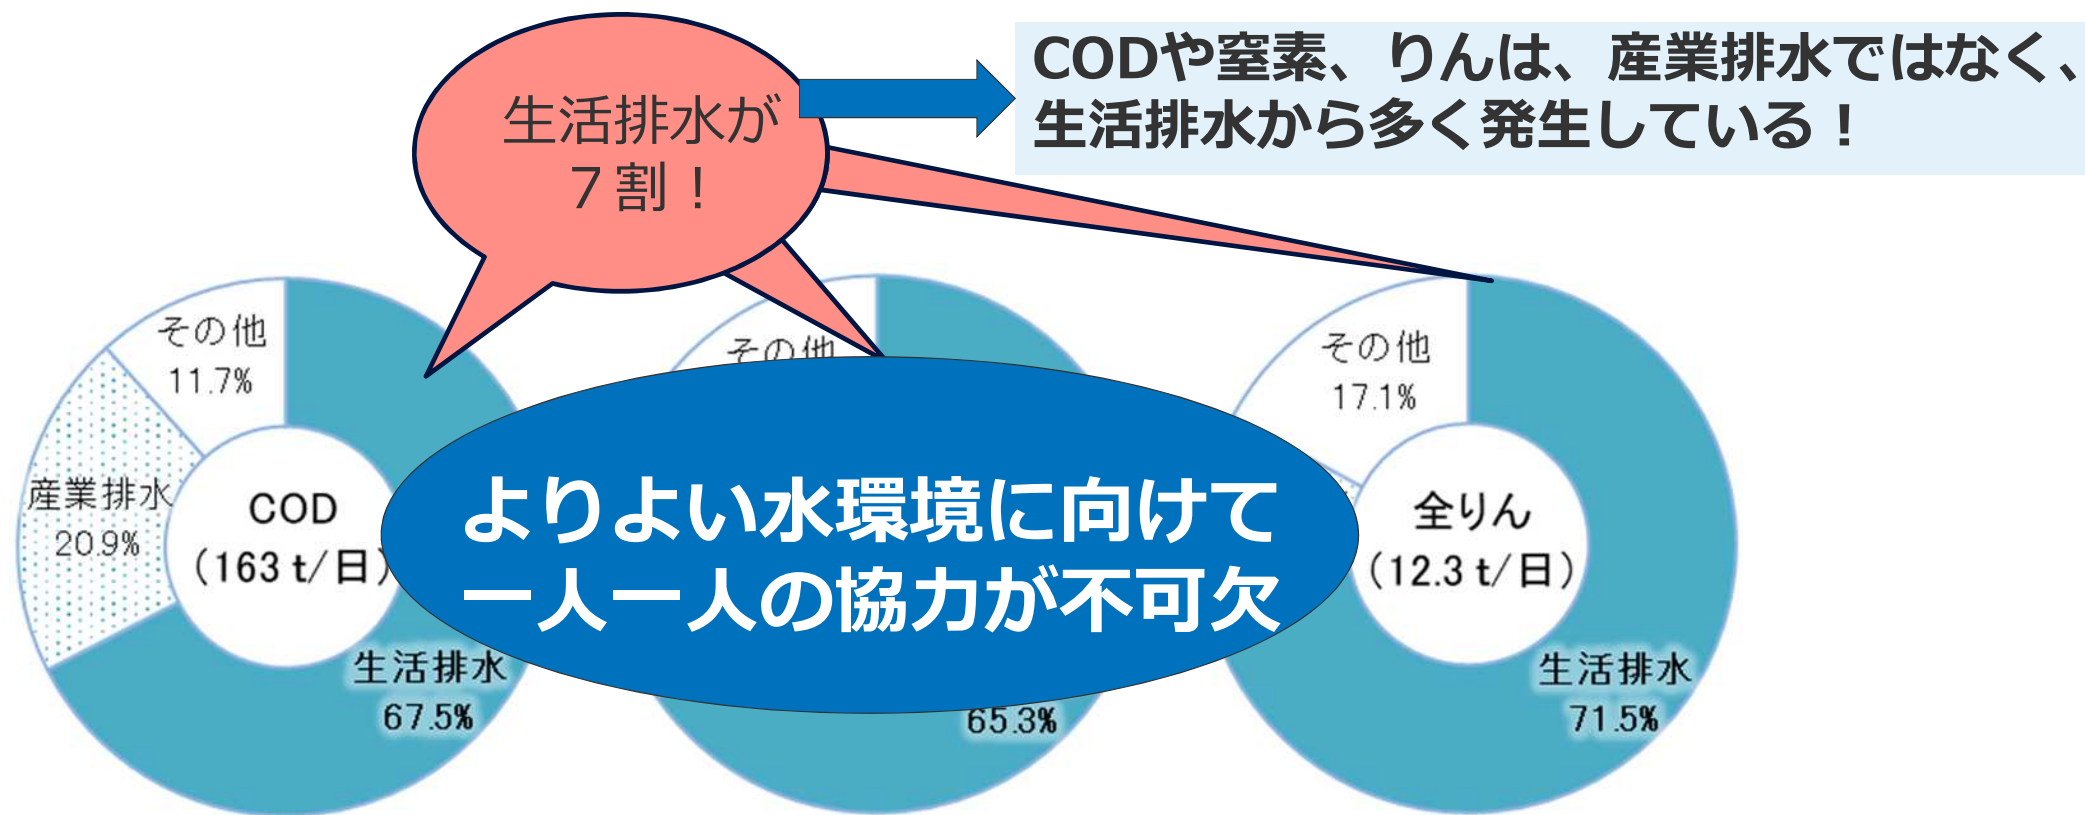 生活排水が
７割！
CODや窒素、りんは、産業排水ではなく、
生活排水から多く発生している！
その他
11.7%
産業排水
20.9%
COD
（163 t/日）
生活排水
67.5%
その他
よりよい水環境に向けて
一人一人の協力が不可欠
65.3%
その他
17.1%
全りん
（12.3 t/日）
生活排水
71.5%